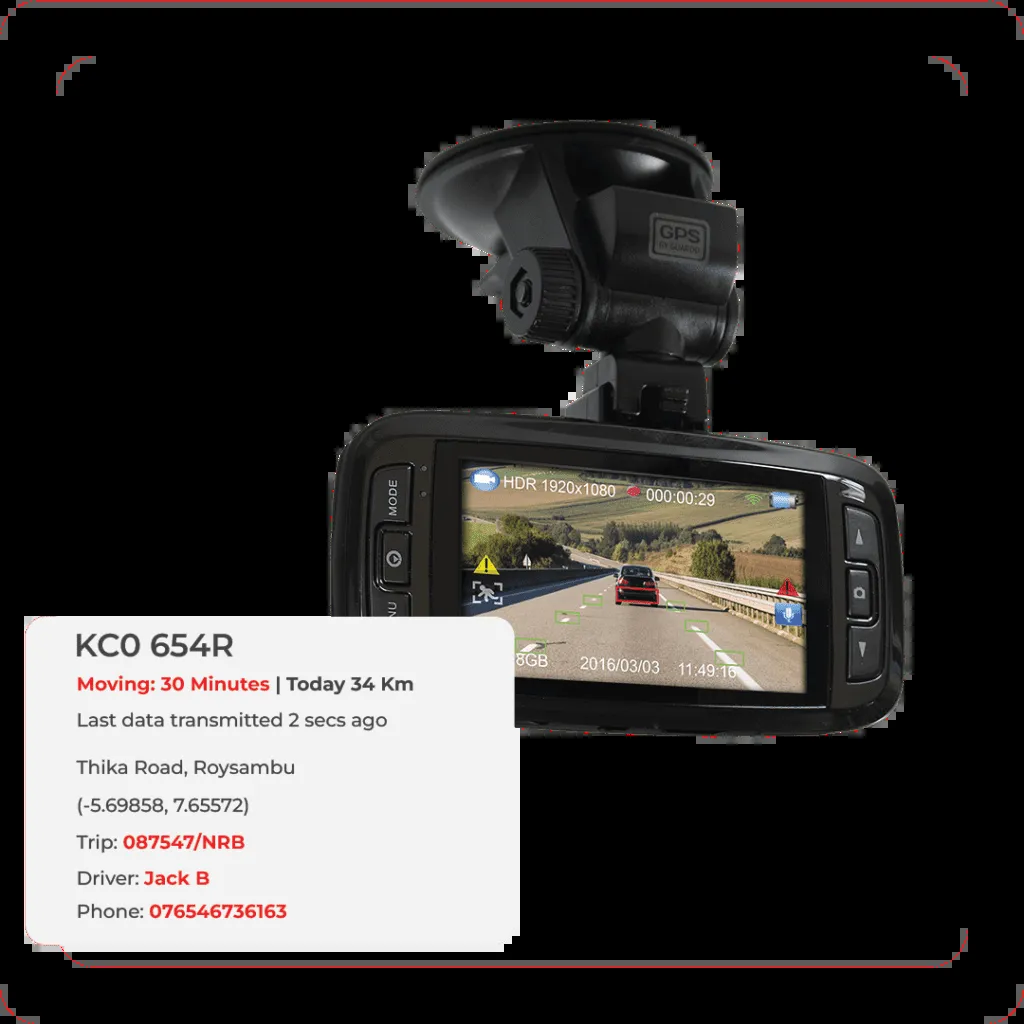 GPS
MODE
HDR 1920x1080
000:00:29
NU
8GB
2016/03/03
11:49:16
KC0 654R
Moving: 30 Minutes | Today 34 Km
Last data transmitted 2 secs ago
Thika Road, Roysambu
(-5.69858, 7.65572)
Trip: 087547/NRB
Driver: Jack B
Phone: 076546736163